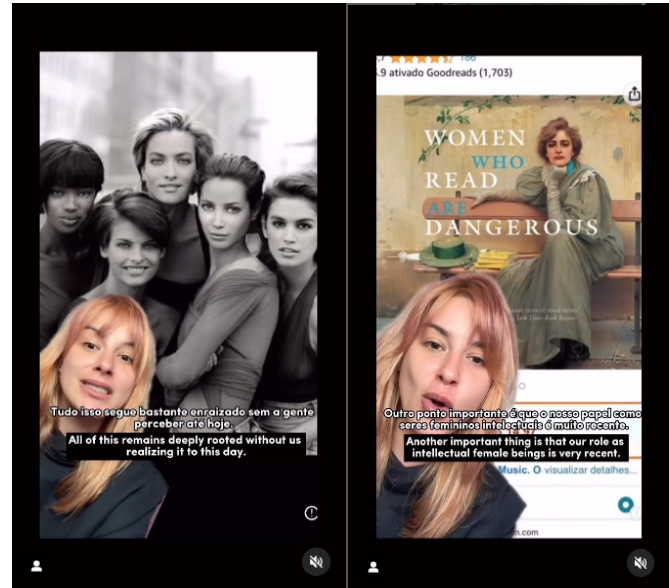 Tudo isso segue bastante enraizado sem a gente
perceber até hoje.
All of this remains deeply rooted without us
realizing it to this day.
.9 ativado Goodreads (1,703)
WOMEN
WHO
READ
ARE
DANGEROUS
Outro ponto importante é que o nosso papel como
seres femininos intelectuais é muito recente.
Another important thing is that our role as
intellectual female beings is very recent.
Music. O visualizar detalhes...